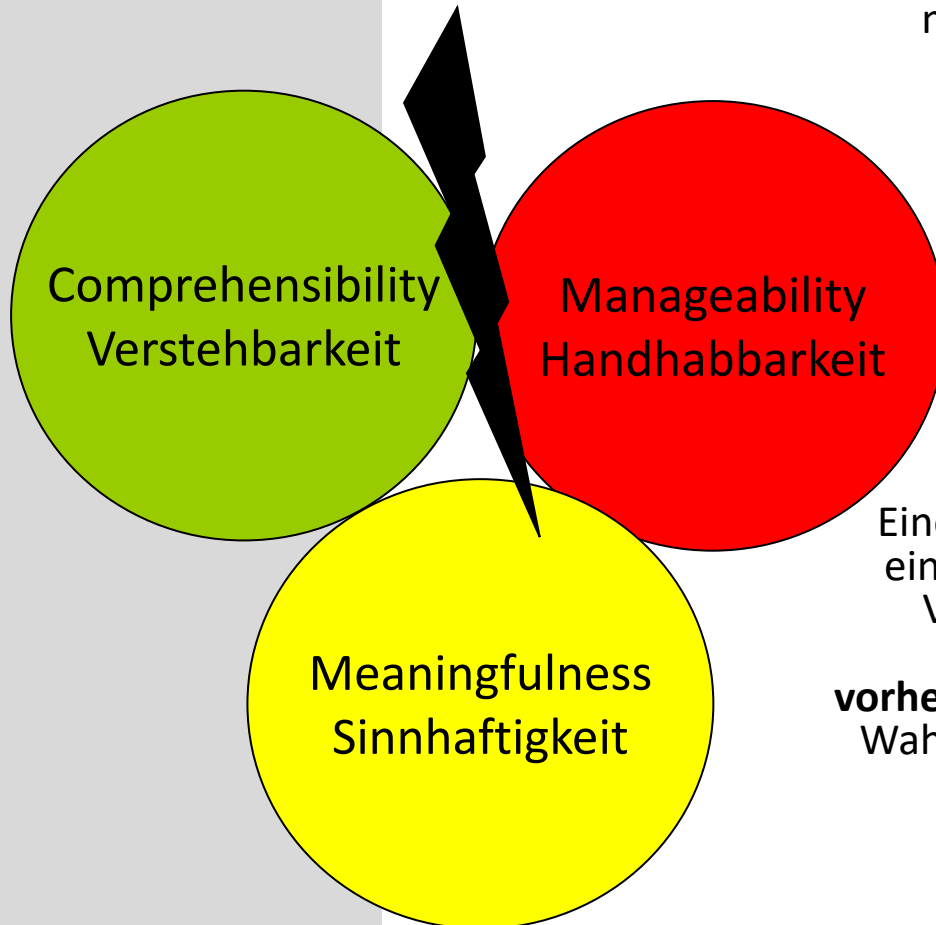 Comprehensibility
Verstehbarkeit
Manageability
Handhabbarkeit
Meaningfulness
Sinnhaftigkeit